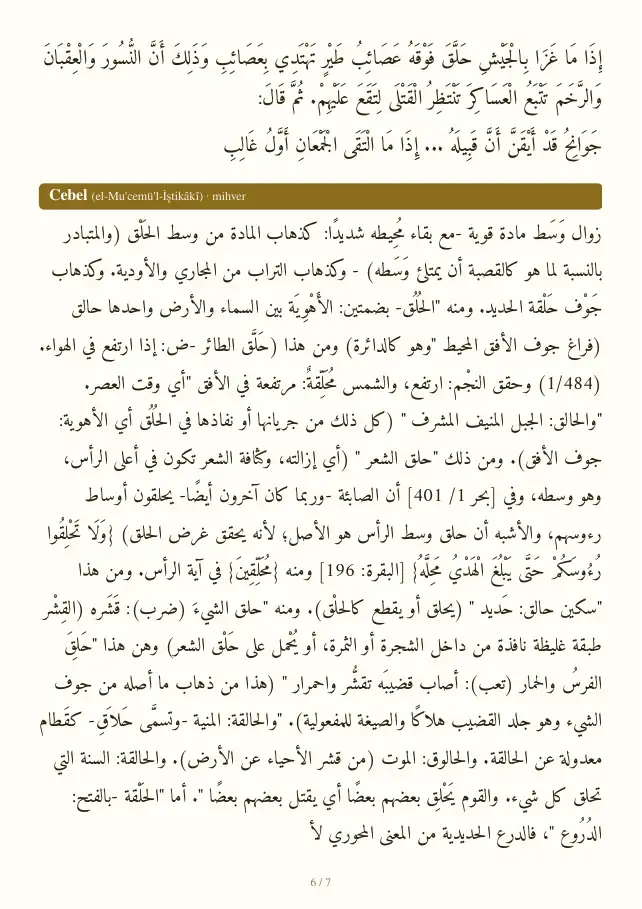 إِذَا مَا غَزَا بِالْجَيْشِ حَلَّقَ فَوْقَهُ عَصَائِبُ طَيْرٍ تَهْتَدِي بِعَصَائِبِ وَذَلِكَ أَنَّ النُّسُورَ وَالْعِقْبَانَ
وَالرَّخَمَ تَتْبَعُ الْعَسَاكِرَ تَنْتَظِرُ الْقَتْلَى لِتَقَعَ عَلَيْهِمْ. ثُمَّ قَالَ:
جَوَانِحُ قَدْ أَيْقَنَّ أَنَّ قَبِيلَهُ ... إِذَا مَا الْتَقَى الْجَمْعَانِ أَوَّلُ غَالِبِ
Cebel (el-Mu'cemü'l-İştikâkî) · mihver
زوال وَسَط مادة قوية -مع بقاء مُحِيطه شديدًا: كذهاب المادة من وسط الحَلْق (والمتبادر
بالنسبة لما هو كالقصبة أن يمتلئ وَسَطه) - وكذهاب التراب من المجاري والأودية. وكذهاب
جَوْف حَلْقة الحديد. ومنه "الحُلُق- بضمتين: الأَهْوِيَة بين السماء والأرض واحدها حالق
(فراغ جوف الأفق المحيط "وهو كالدائرة) ومن هذا (حَلَّق الطائر -ض: إذا ارتفع في الهواء.
(1/484) وحقق النجْم: ارتفع، والشمس مُحَلِّقةٌ: مرتفعة في الأفق "أي وقت العصر.
"والحالق: الجبل المنيف المشرف " (كل ذلك من جريانها أو نفاذها في الحُلُق أي الأهوية:
جوف الأفق). ومن ذلك "حلق الشعر " (أي إزالته، وكثافة الشعر تكون في أعلى الرأس،
وهو وسطه، وفي [بحر 1/ 401] أن الصابئة -وربما كان آخرون أيضًا- يحلقون أوساط
رءوسهم، والأشبه أن حلق وسط الرأس هو الأصل؛ لأنه يحقق غرض الحلق) {وَلَا تَحْلِقُوا
رُءُوسَكُمْ حَتَّى يَبْلُغَ الْهَدْيُ مَحِلَّهُ} [البقرة: 196] ومنه {مُحَلِّقِينَ} في آية الرأس. ومن هذا
"سكين حالق: حَديد " (يحلق أو يقطع كالحلْق). ومنه "حلق الشيءَ (ضرب): قَشَره (القِشْر
طبقة غليظة نافذة من داخل الشجرة أو الثمرة، أو يُحْمل على حَلْق الشعر) وهن هذا "حَلِقَ
الفرسُ والحمار (تعب): أصاب قضيبَه تقشُّر واحمرار " (هذا من ذهاب ما أصله من جوف
الشيء وهو جلد القضيب هلاكًا والصيغة للمفعولية). "والحالقة: المنية -وتسمَّى حَلاَقِ- كقَطام
معدولة عن الحالقة. والحالوق: الموت (من قشر الأحياء عن الأرض). والحالقة: السنة التي
تحلق كل شيء. والقوم يَحْلِق بعضهم بعضًا أي يقتل بعضهم بعضًا ". أما "الحَلْقة -بالفتح:
الدُرُوع "، فالدرع الحديدية من المعنى المحوري لأ
6 / 7